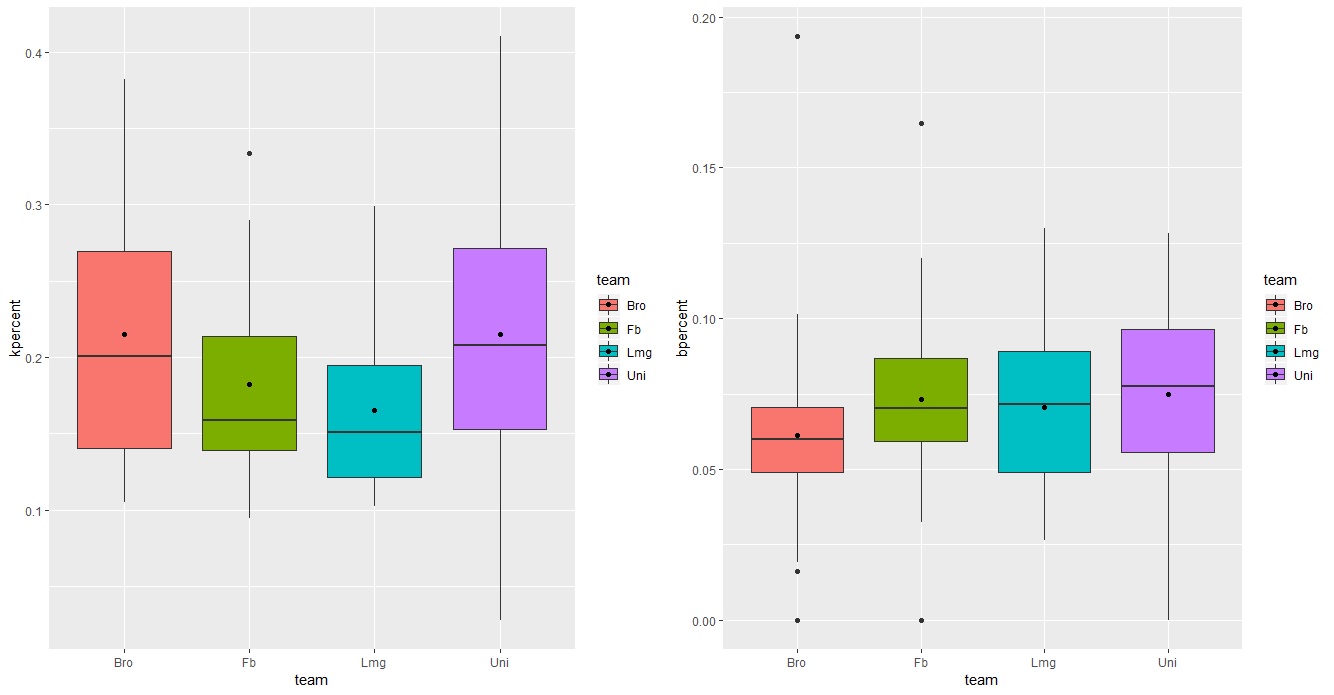 kpercent
0.4
0.3
0.2
0.1
Bro Fb Lmg Uni
team
team
Bro
Fb
Lmg
Uni
bpercent
0.20
0.15
0.10
0.05
0.00
Bro Fb Lmg Uni
team
team
Bro
Fb
Lmg
Uni